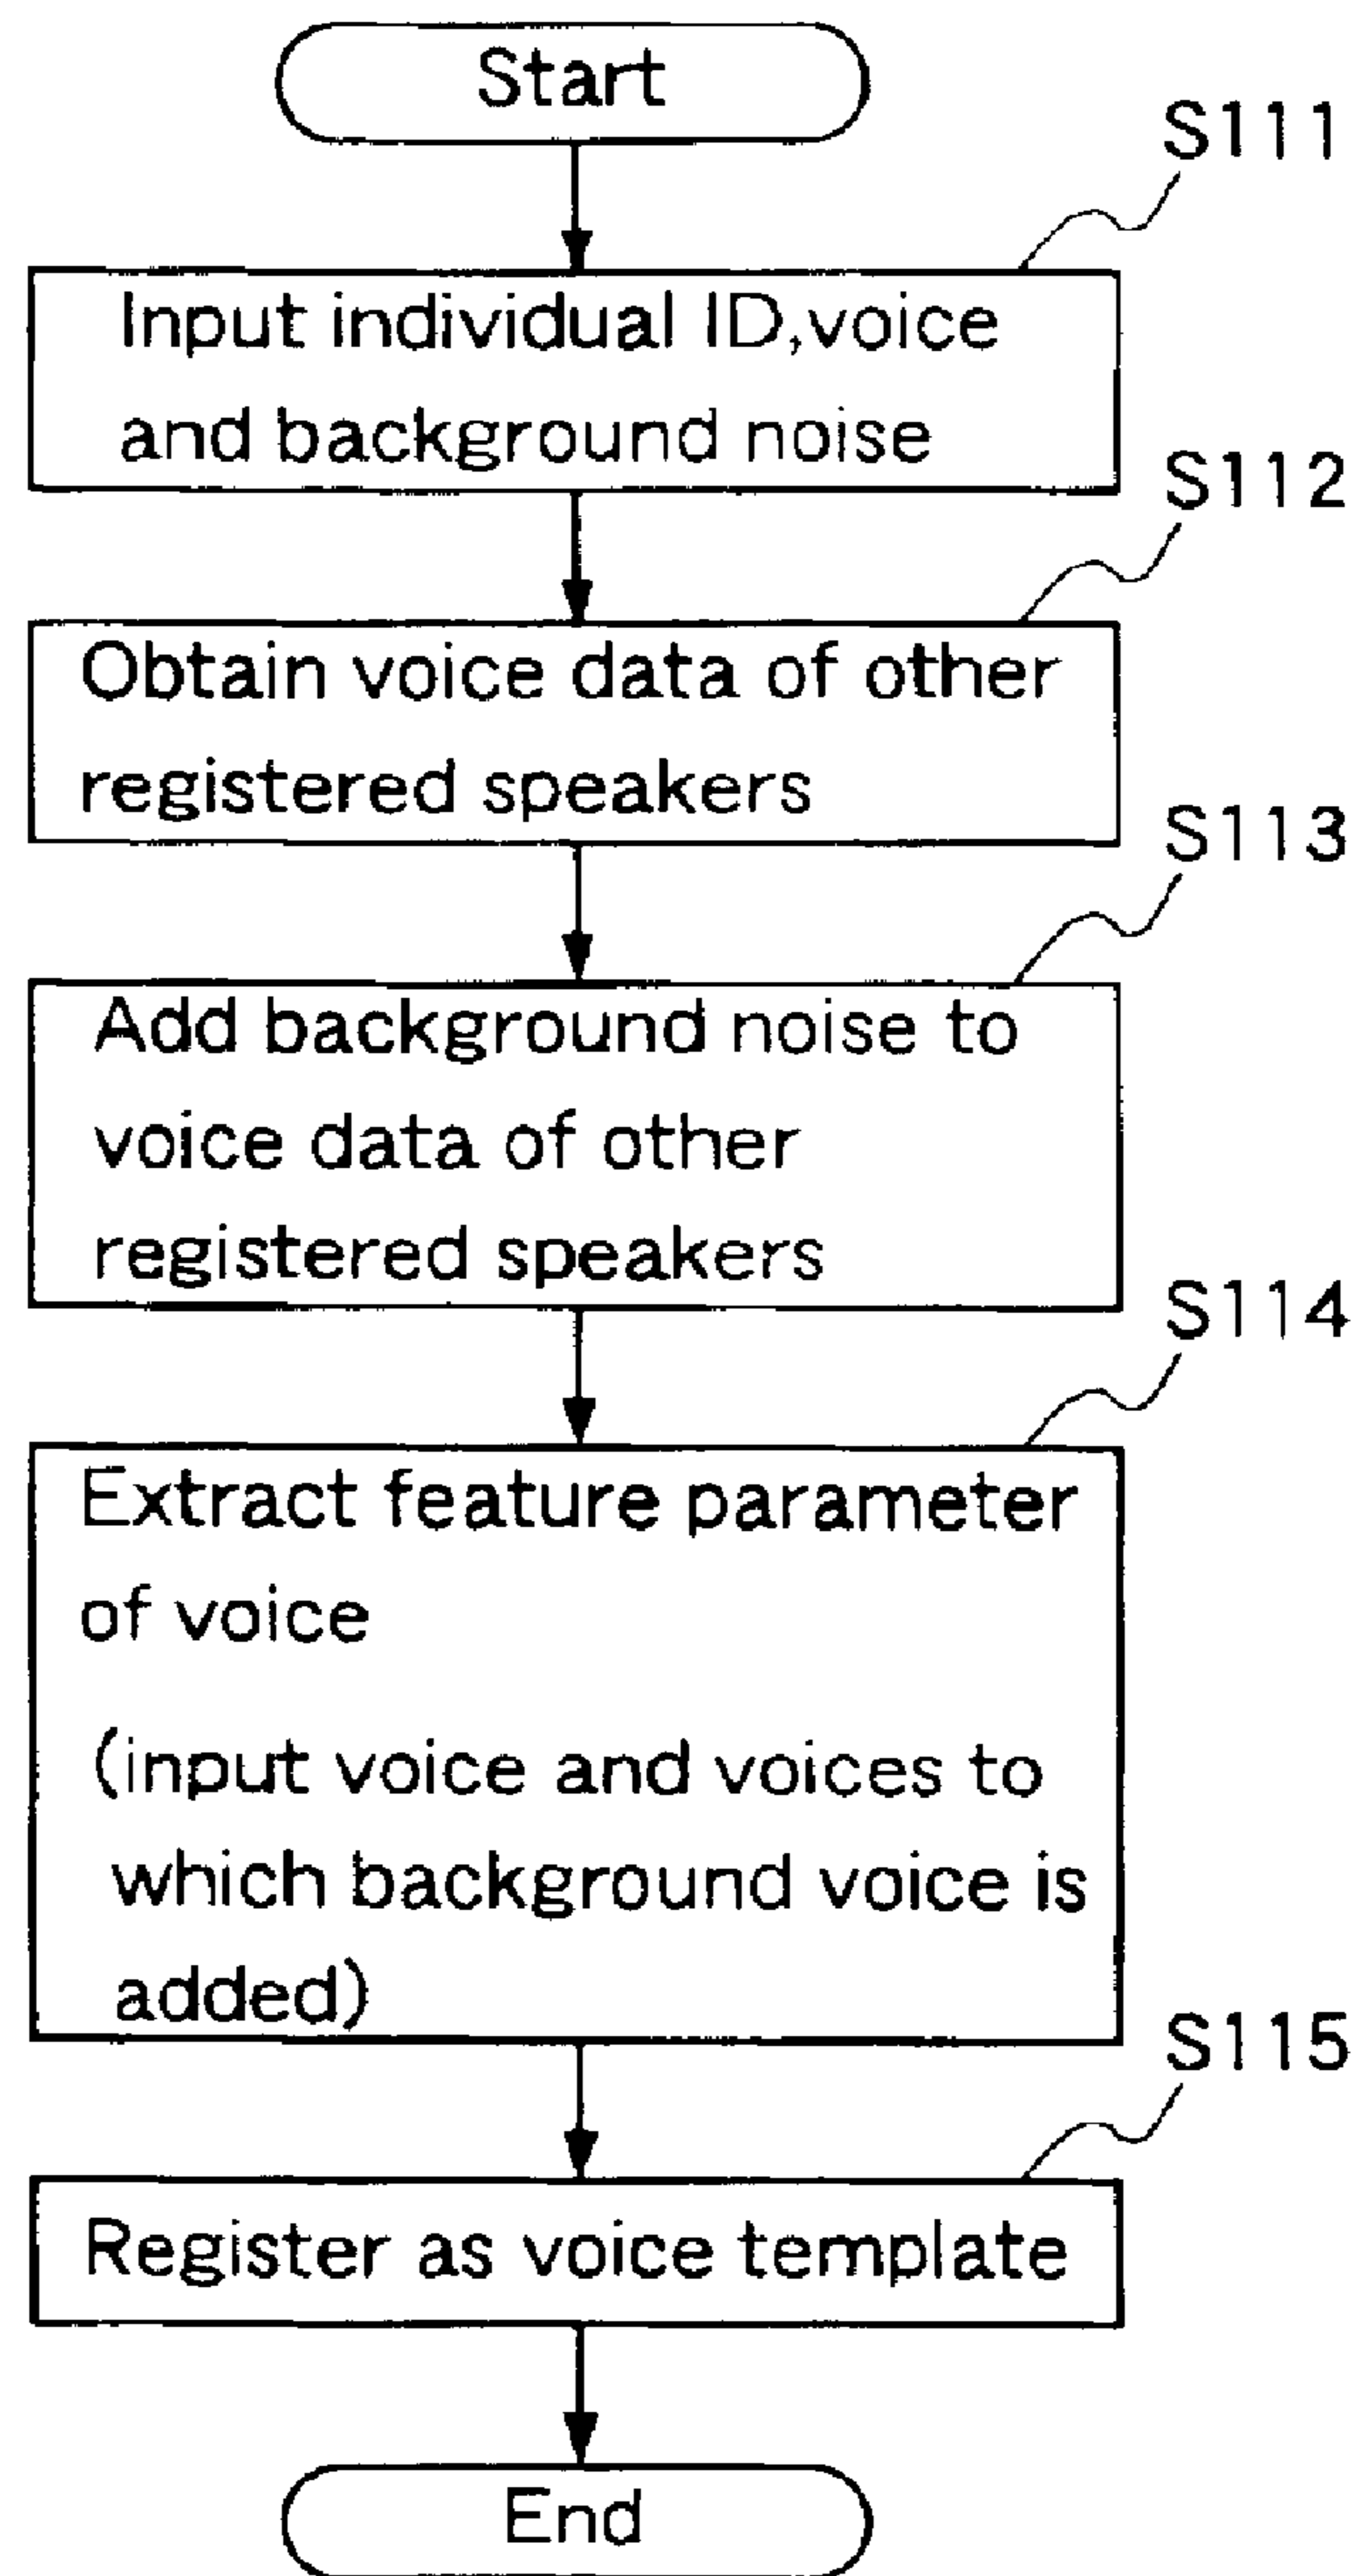 Start
S111
Input individual ID,voice
and background noise
S112
Obtain voice data of other
registered speakers
S113
Add background noise to
voice data of other
registered speakers
S114
Extract feature parameter
of voice
(input voice and voices to
which background voice is
added)
S115
Register as voice template
End